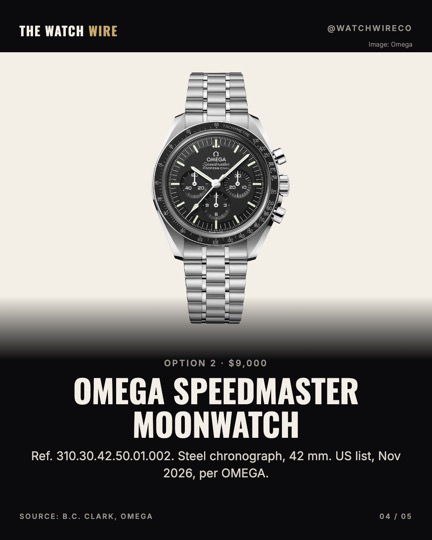 THE WATCH WIRE
@WATCHWIRECO
Image: Omega
OMEGA
Speedmaster
PROFESSIONAL
OPTION 2 · $9,000
OMEGA SPEEDMASTER
MOONWATCH
Ref. 310.30.42.50.01.002. Steel chronograph, 42 mm. US list, Nov
2026, per OMEGA.
SOURCE: B.C. CLARK, OMEGA
04 / 05